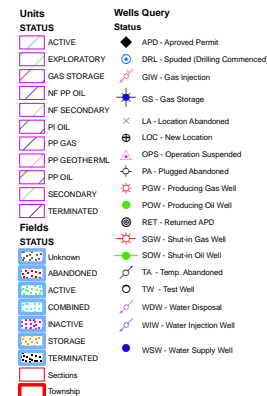 Units
STATUS
ACTIVE
EXPLORATORY
GAS STORAGE
NF PP OIL
NF SECONDARY
PI OIL
PP GAS
PP GEOTHERML
PP OIL
SECONDARY
TERMINATED
Fields
STATUS
Unknown
ABANDONED
ACTIVE
COMBINED
INACTIVE
STORAGE
TERMINATED
Sections
Township
Wells Query
Status
APD - Aproved Permit
DRL - Spuded (Drilling Commenced)
GIW - Gas Injection
GS - Gas Storage
LA - Location Abandoned
LOC - New Location
OPS - Operation Suspended
PA - Plugged Abandoned
PGW - Producing Gas Well
POW - Producing Oil Well
RET - Returned APD
SGW - Shut-in Gas Well
SOW - Shut-in Oil Well
TA - Temp. Abandoned
TW - Test Well
WDW - Water Disposal
WIW - Water Injection Well
WSW - Water Supply Well